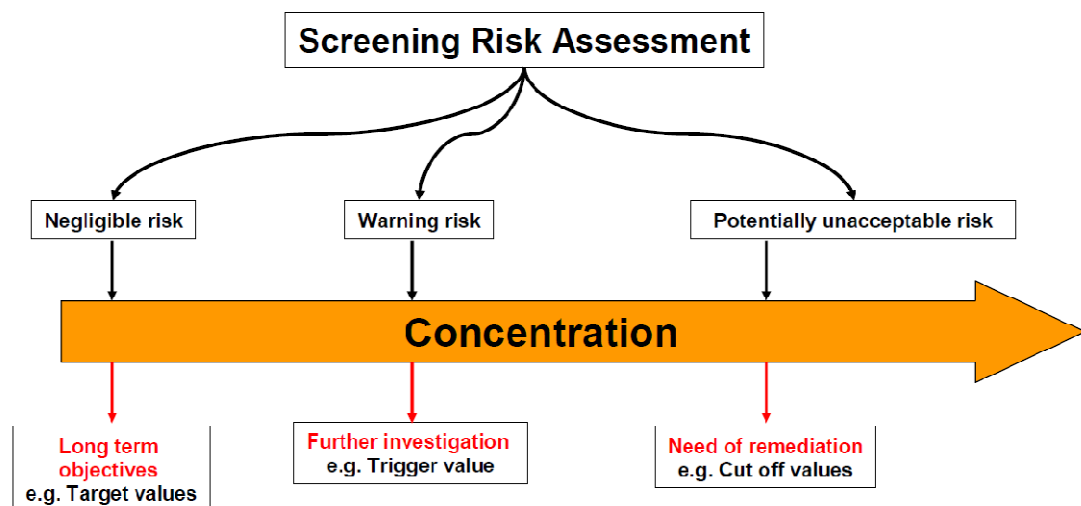 Screening Risk Assessment
Negligible risk
Warning risk
Potentially unacceptable risk
Concentration
Long term
objectives
e.g. Target values
Further investigation
e.g. Trigger value
Need of remediation
e.g. Cut off values